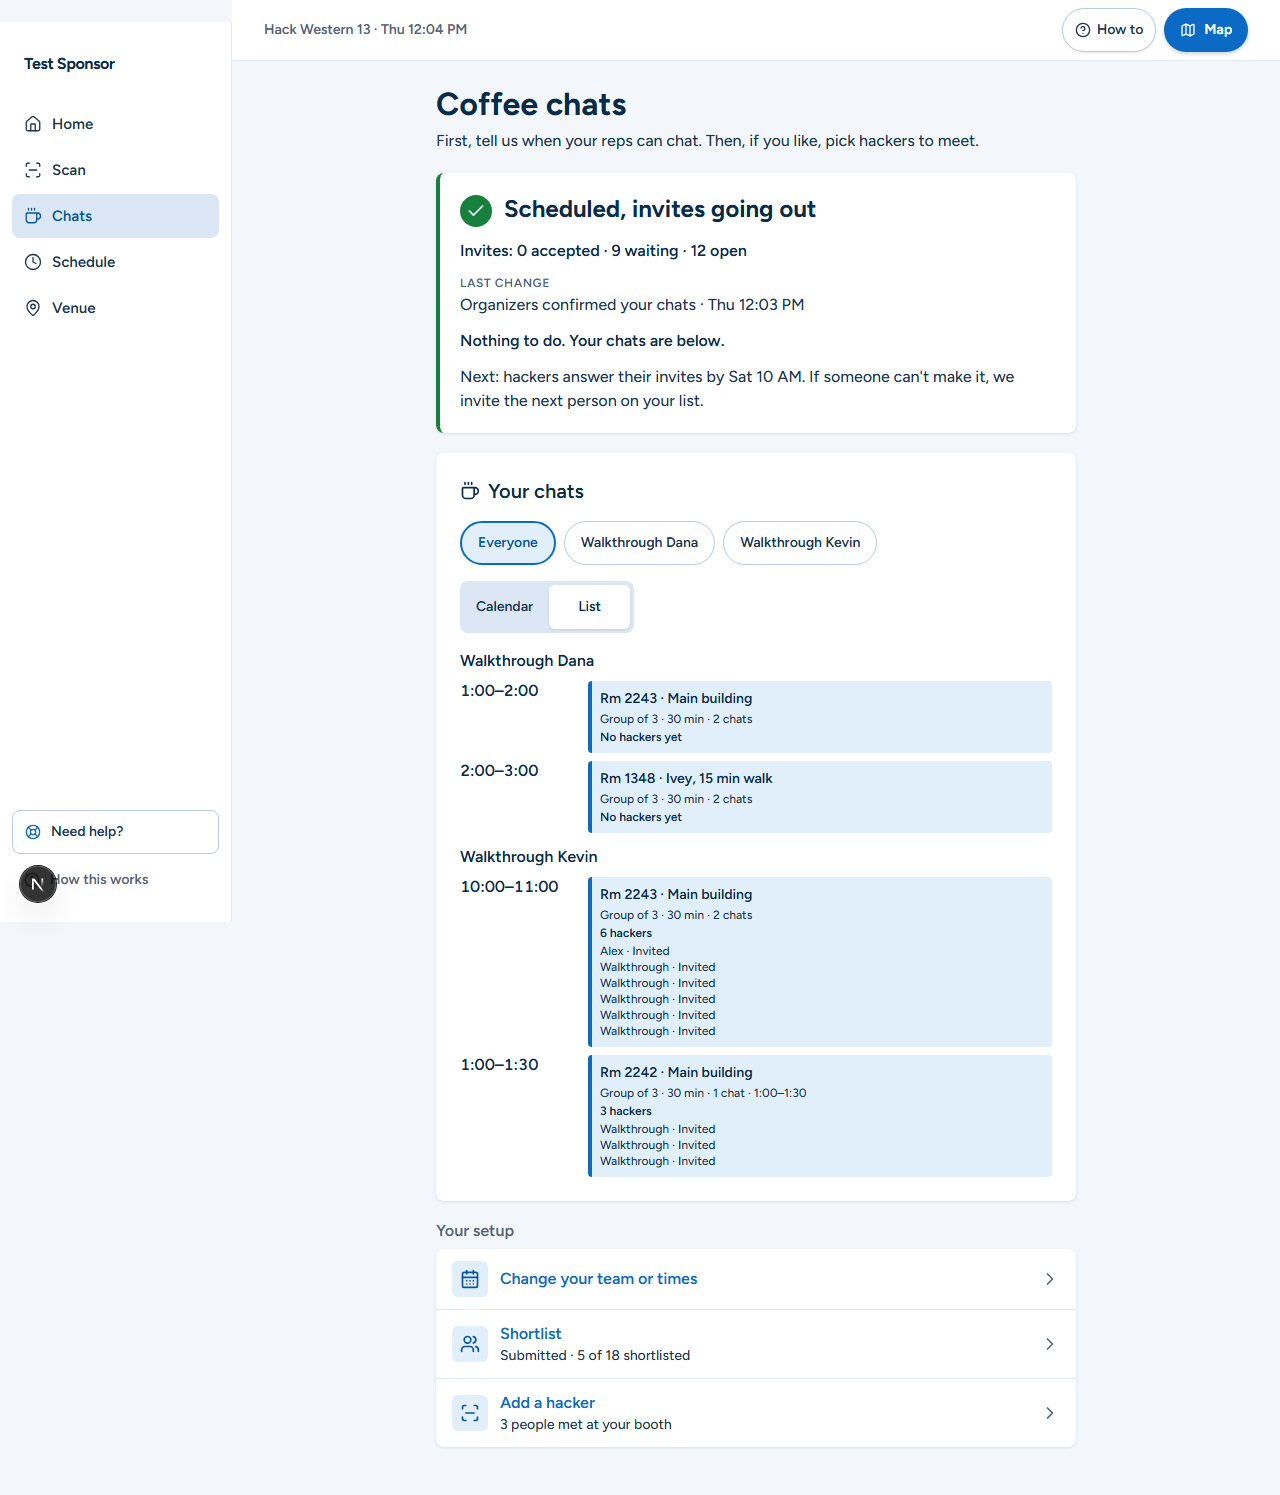 Hack Western 13 · Thu 12:04 PM
How to
Map
Test Sponsor
Home
Scan
Chats
Schedule
Venue
Need help?
How this works
Coffee chats
First, tell us when your reps can chat. Then, if you like, pick hackers to meet.
Scheduled, invites going out
Invites: 0 accepted · 9 waiting · 12 open
LAST CHANGE
Organizers confirmed your chats · Thu 12:03 PM
Nothing to do. Your chats are below.
Next: hackers answer their invites by Sat 10 AM. If someone can't make it, we
invite the next person on your list.
Your chats
Everyone
Walkthrough Dana
Walkthrough Kevin
Calendar
List
Walkthrough Dana
1:00–2:00
Rm 2243 · Main building
Group of 3 · 30 min · 2 chats
No hackers yet
2:00–3:00
Rm 1348 · Ivey, 15 min walk
Group of 3 · 30 min · 2 chats
No hackers yet
Walkthrough Kevin
10:00–11:00
Rm 2243 · Main building
Group of 3 · 30 min · 2 chats
6 hackers
Alex · Invited
Walkthrough · Invited
Walkthrough · Invited
Walkthrough · Invited
Walkthrough · Invited
Walkthrough · Invited
1:00–1:30
Rm 2242 · Main building
Group of 3 · 30 min · 1 chat · 1:00–1:30
3 hackers
Walkthrough · Invited
Walkthrough · Invited
Walkthrough · Invited
Your setup
Change your team or times
Shortlist
Submitted · 5 of 18 shortlisted
Add a hacker
3 people met at your booth